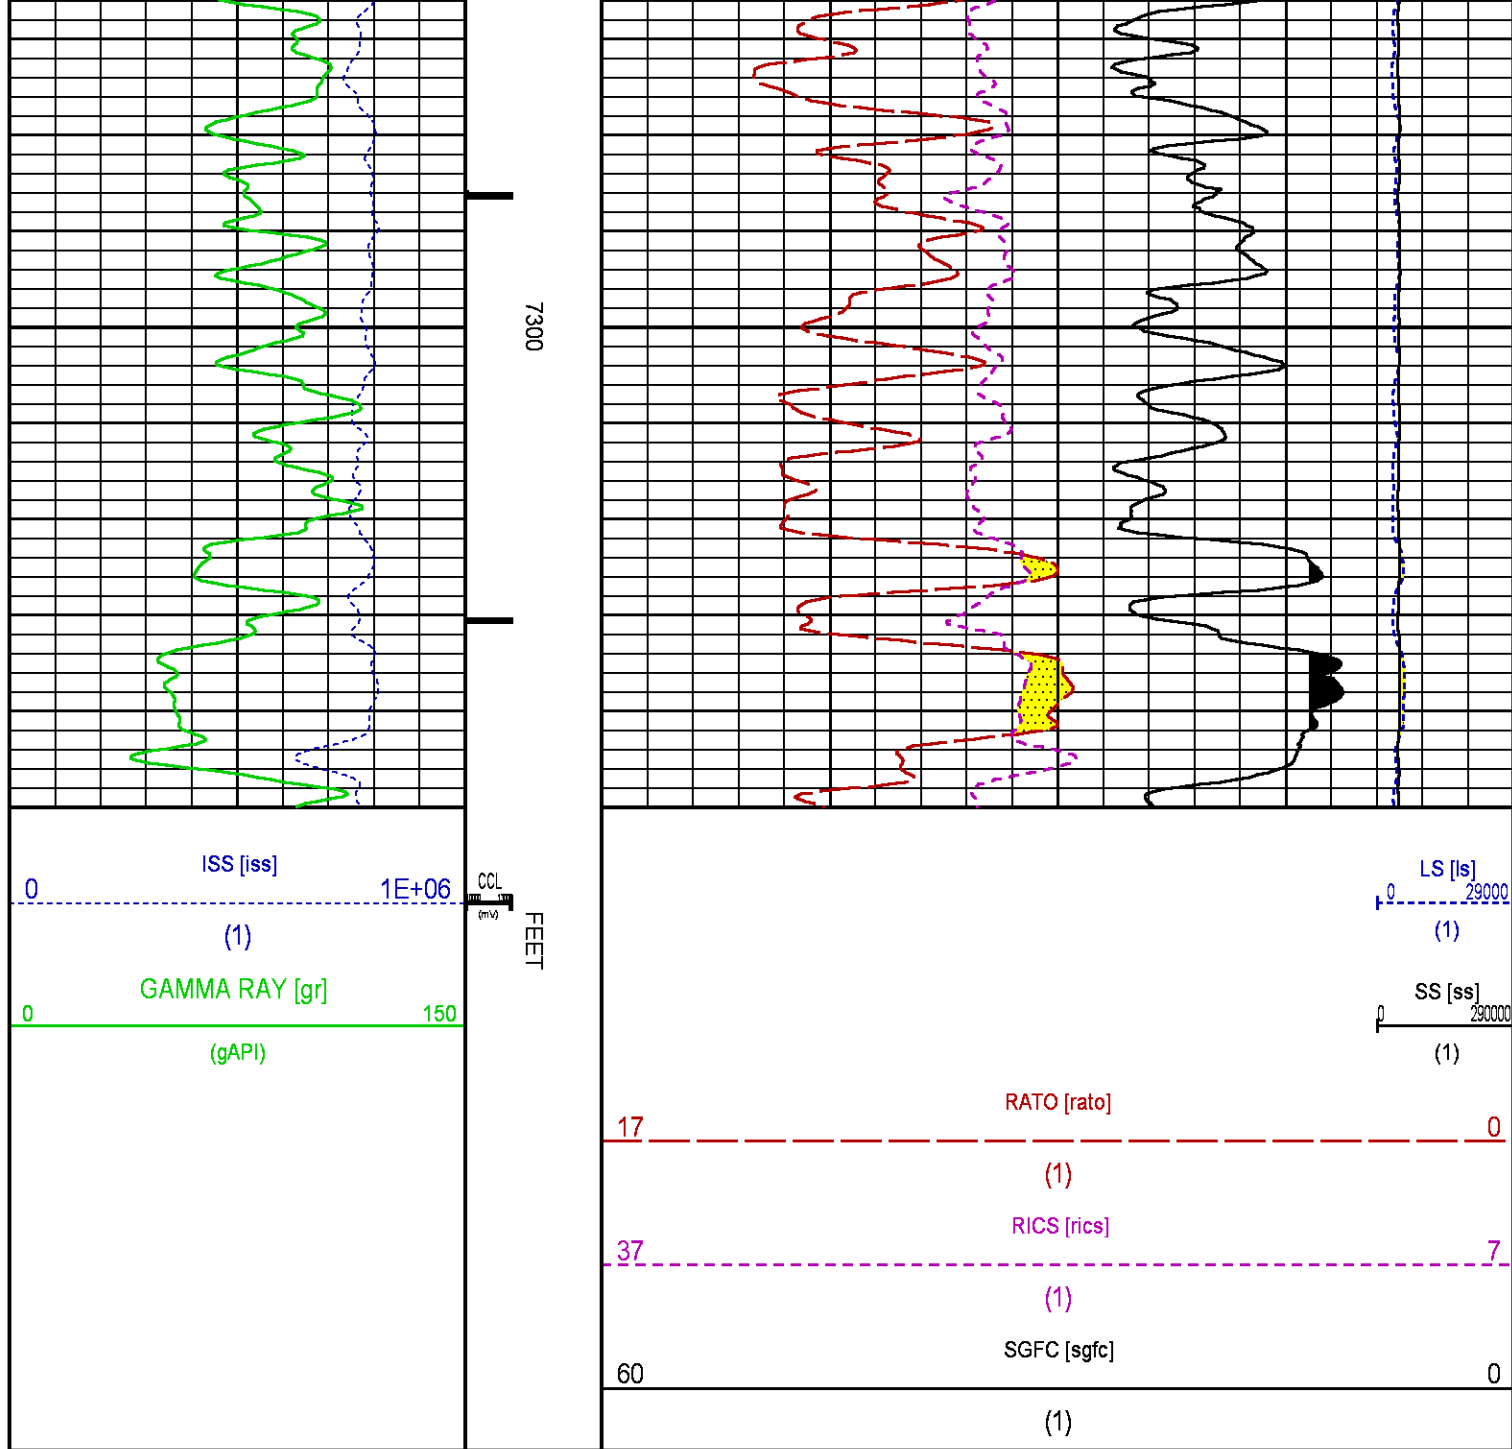 7300
ISS [iss]
0 1E+06
(1)
GAMMA RAY [gr]
0 150
(gAPI)
CCL
(mV)
FEET
LS [ls]
0 29000
(1)
SS [ss]
0 290000
(1)
RATO [rato]
17 0
(1)
RICS [rics]
37 7
(1)
SGFC [sgfc]
60 0
(1)